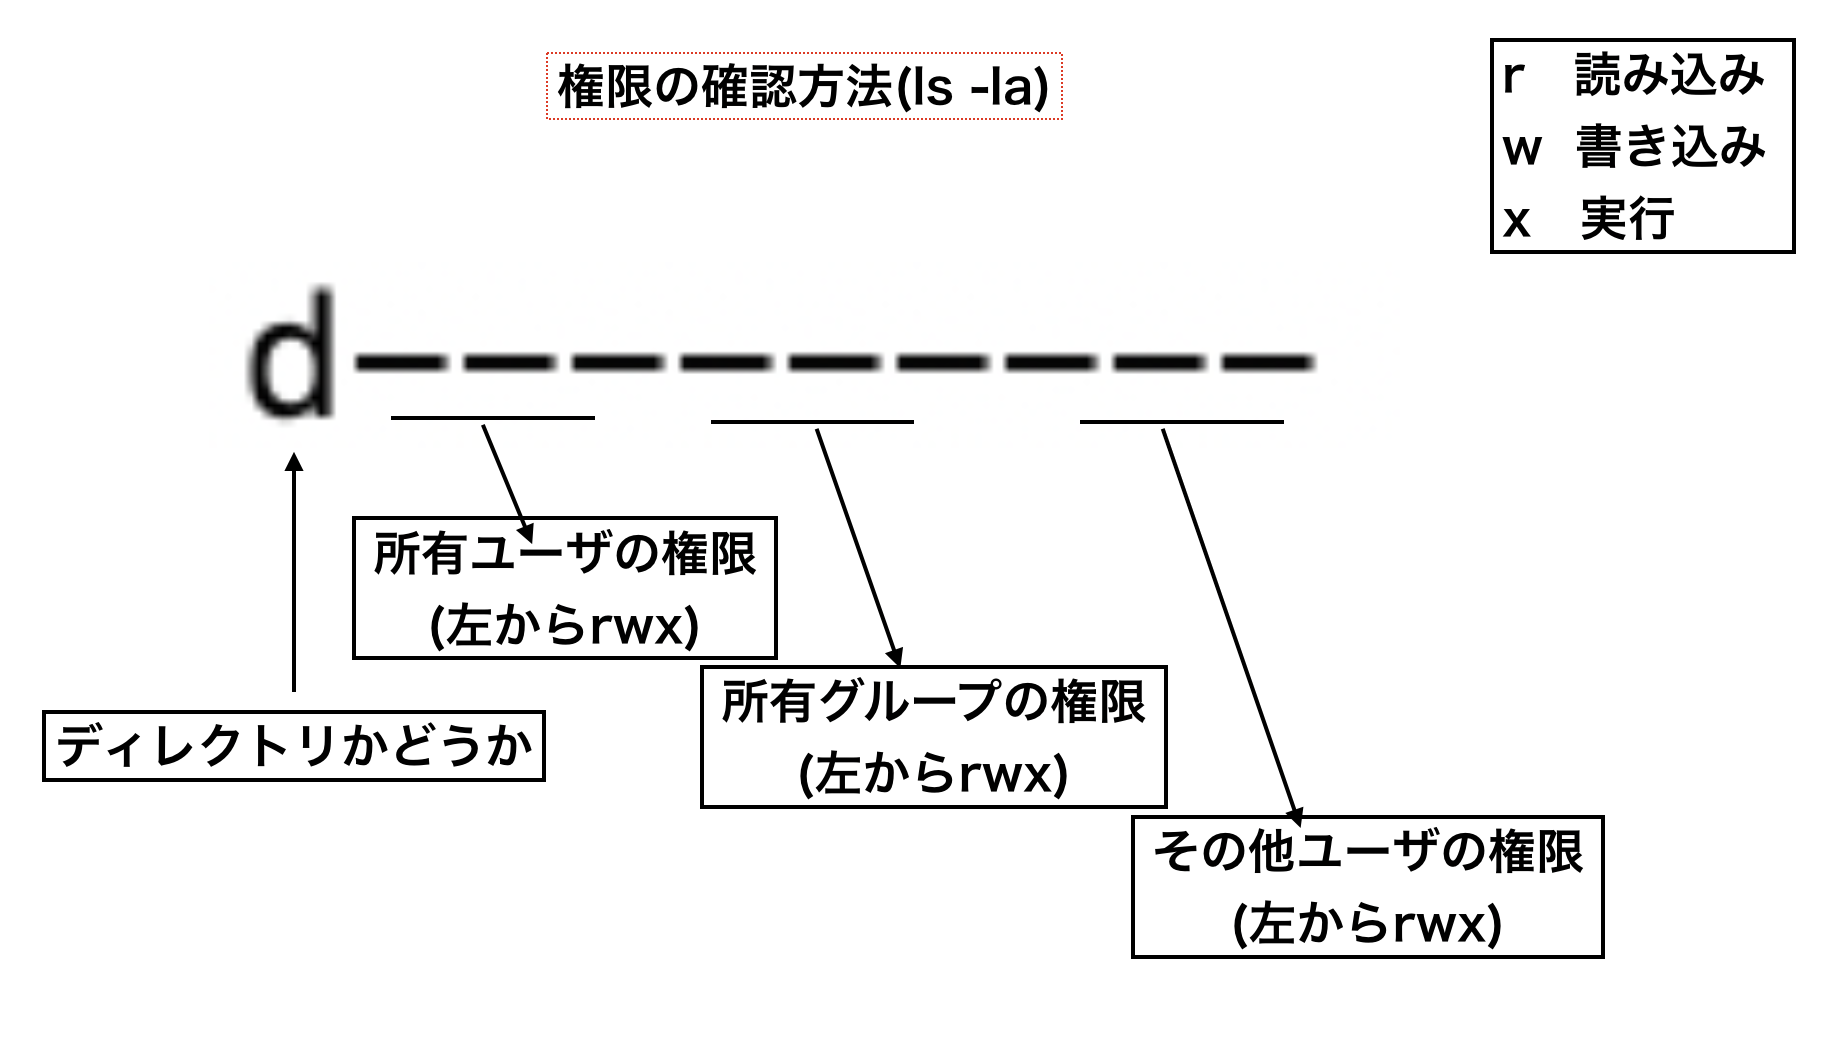 権限の確認方法(ls -la)
r 読み込み
w 書き込み
x 実行
d---------
所有ユーザの権限
(左からrwx)
所有グループの権限
(左からrwx)
ディレクトリかどうか
その他ユーザの権限
(左からrwx)